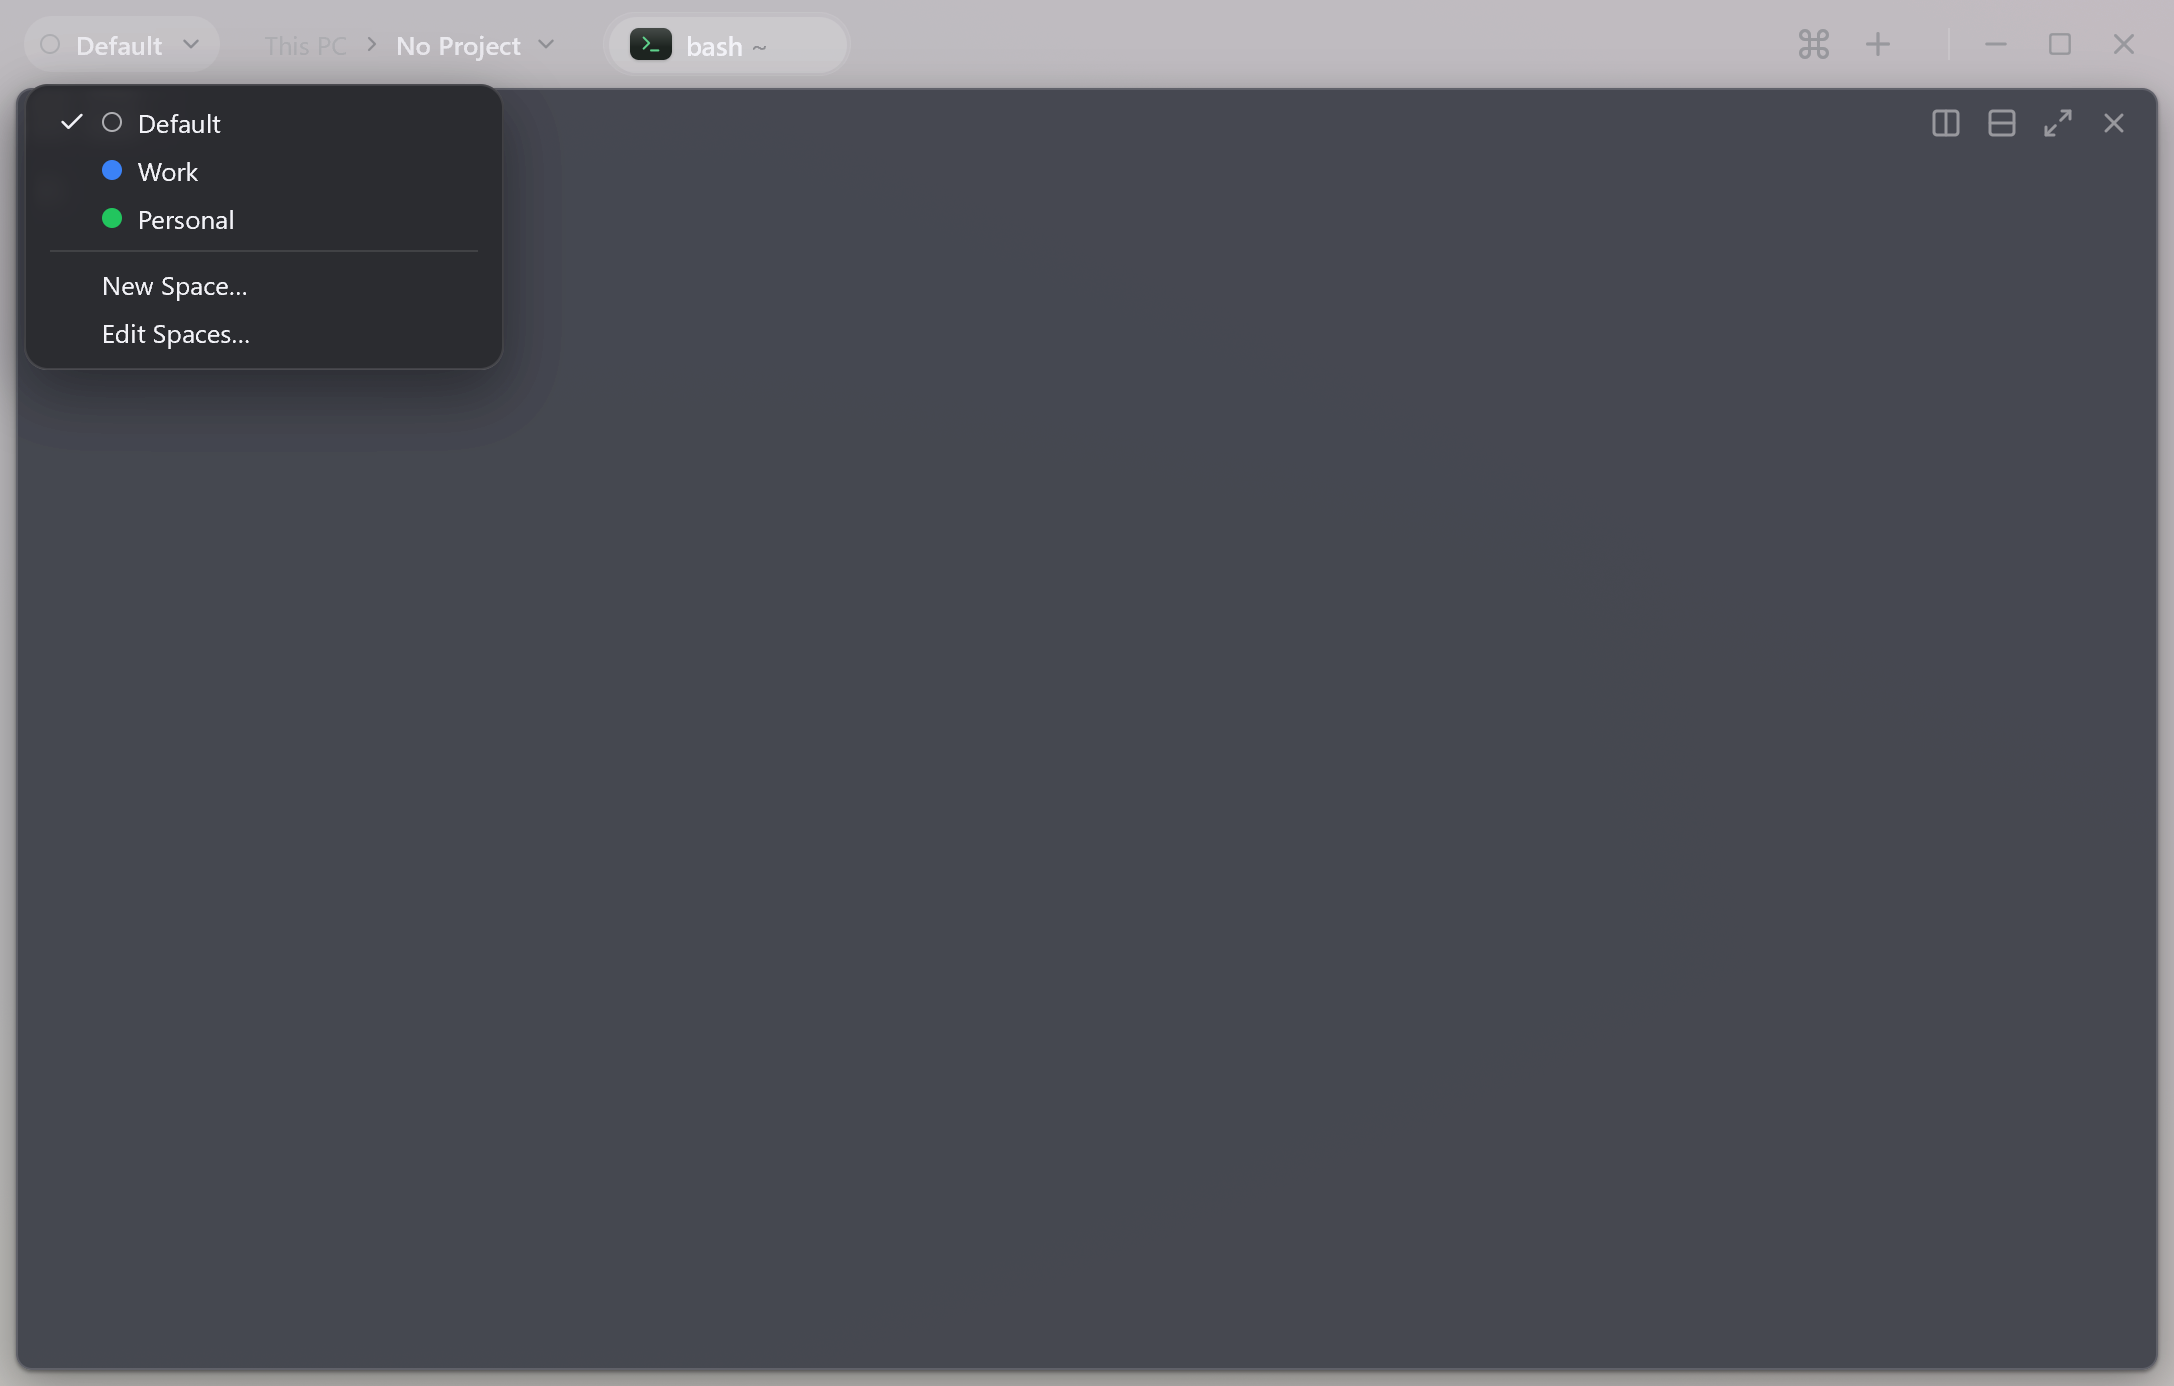 Default
This PC
No Project
bash ~
Default
Work
Personal
New Space...
Edit Spaces...